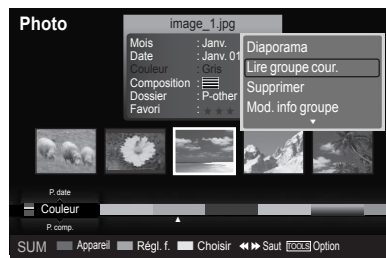 Photo
image_1.jpg
Mois : Janv.
Date : Janv. 01
Couleur : Gris
Composition :
Dossier : P-other
Favori : ★★★
Diaporama
Lire groupe cour.
Supprimer
Mod. info groupe
P. date
Couleur
P. comp.
SUM Appareil Régl. f. Choisir Saut TOOLS Option